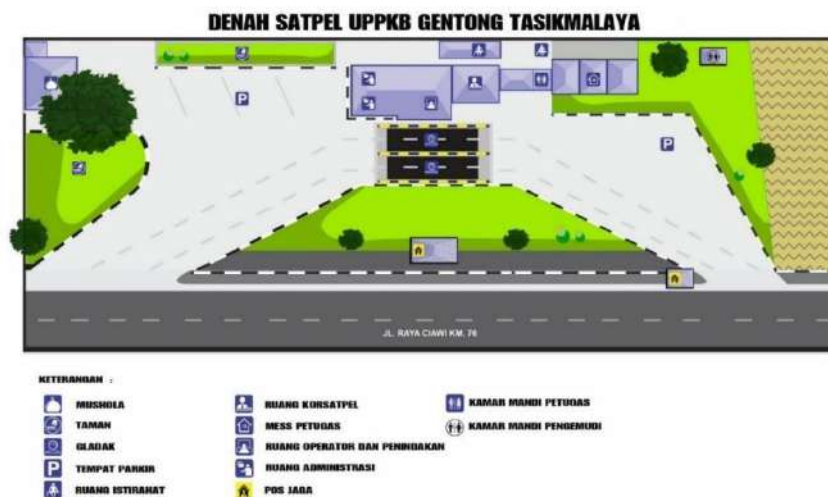 DENAH SATPEL UPPKB GENTONG TASIKMALAYA
P
P
JL. RAYA CIAWI KM. 76
KETERANGAN :
MUSHOLA
TAMAN
GLADAK
P TEMPAT PARKIR
RUANG ISTIRAHAT
RUANG KORSATPEL
MESS PETUGAS
RUANG OPERATOR DAN PENINDAKAN
RUANG ADMINISTRASI
POS JAGA
KAMAR MANDI PETUGAS
KAMAR MANDI PENGEMUDI